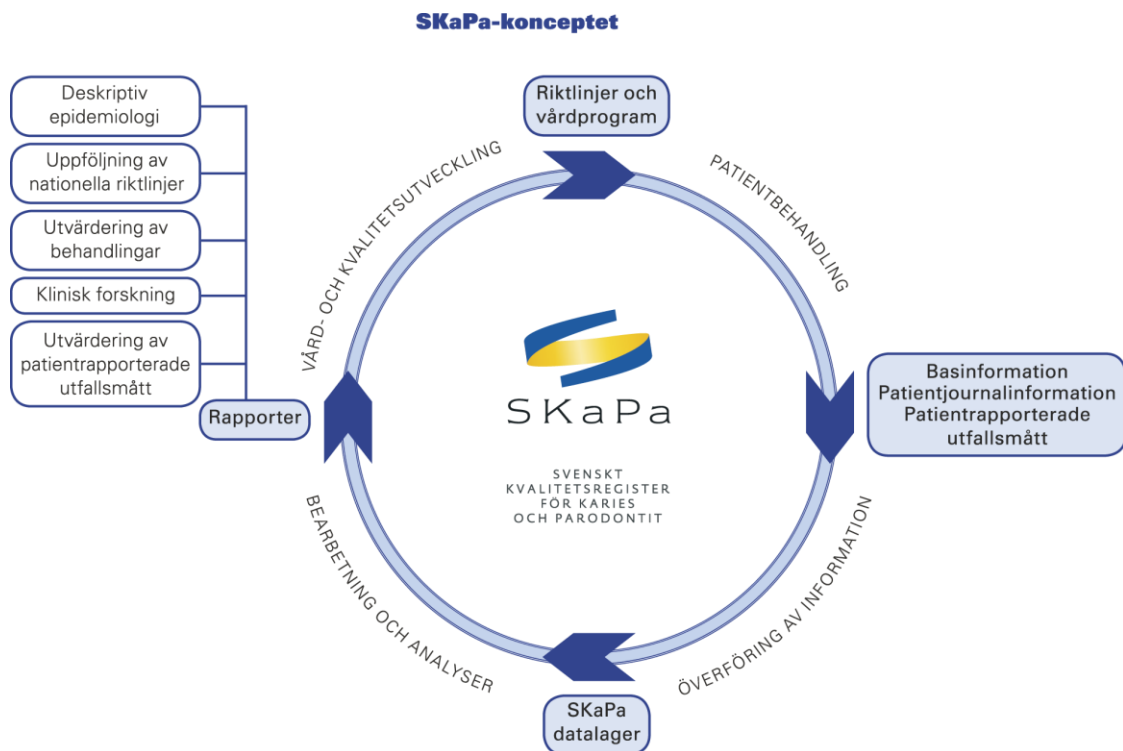 SKaPa-konceptet
Deskriptiv
epidemiologi
Uppföljning av
nationella riktlinjer
Utvärdering av
behandlingar
Klinisk forskning
Utvärdering av
patientrapporterade
utfallsmått
Rapporter
VÅRD- OCH KVALITETSUTVECKLING
Riktlinjer och
vårdprogram
PATIENTBEHANDLING
Basinformation
Patientjournalinformation
Patientrapporterade
utfallsmått
ÖVERFÖRING AV INFORMATION
SKaPa
datalager
BEARBETNING OCH ANALYSER
SKaPa
SVENSKT
KVALITETSREGISTER
FÖR KARIES
OCH PARODONTIT